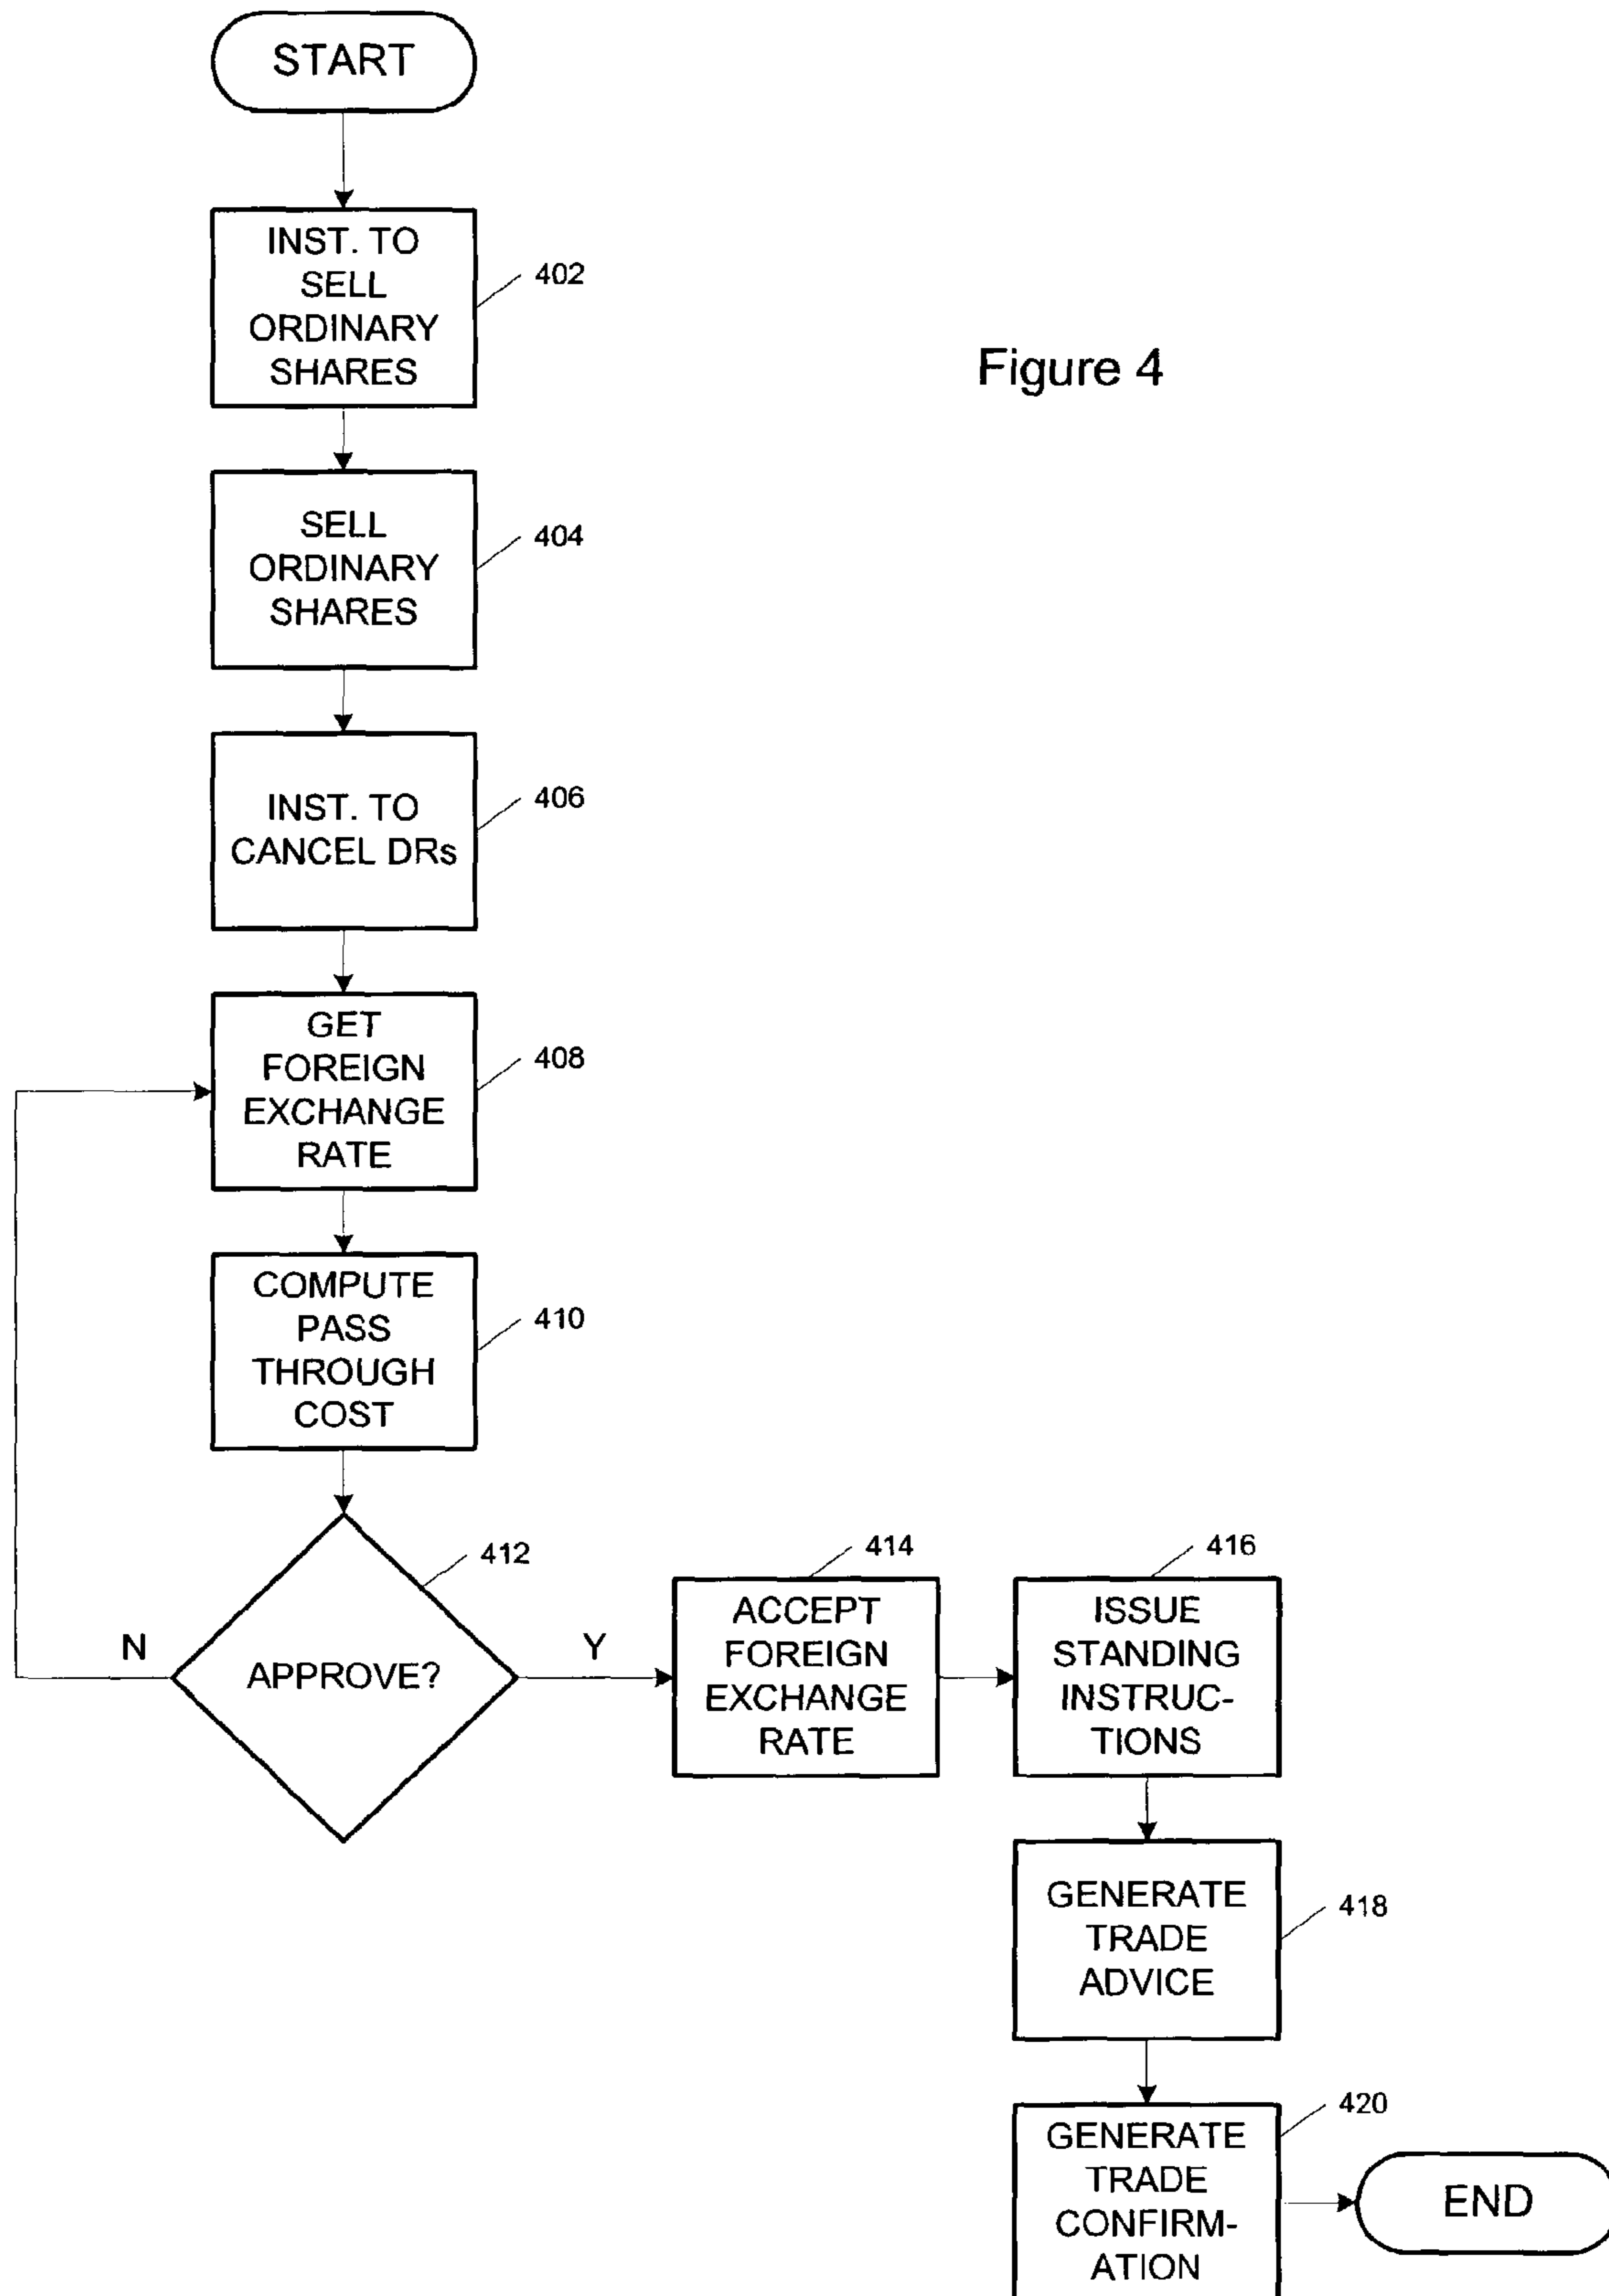 START
INST. TO
SELL
ORDINARY
SHARES
402
Figure 4
SELL
ORDINARY
SHARES
404
INST. TO
CANCEL DRs
406
GET
FOREIGN
EXCHANGE
RATE
408
COMPUTE
PASS
THROUGH
COST
410
APPROVE?
412
N
Y
ACCEPT
FOREIGN
EXCHANGE
RATE
414
ISSUE
STANDING
INSTRUC-
TIONS
416
GENERATE
TRADE
ADVICE
418
GENERATE
TRADE
CONFIRM-
ATION
420
END